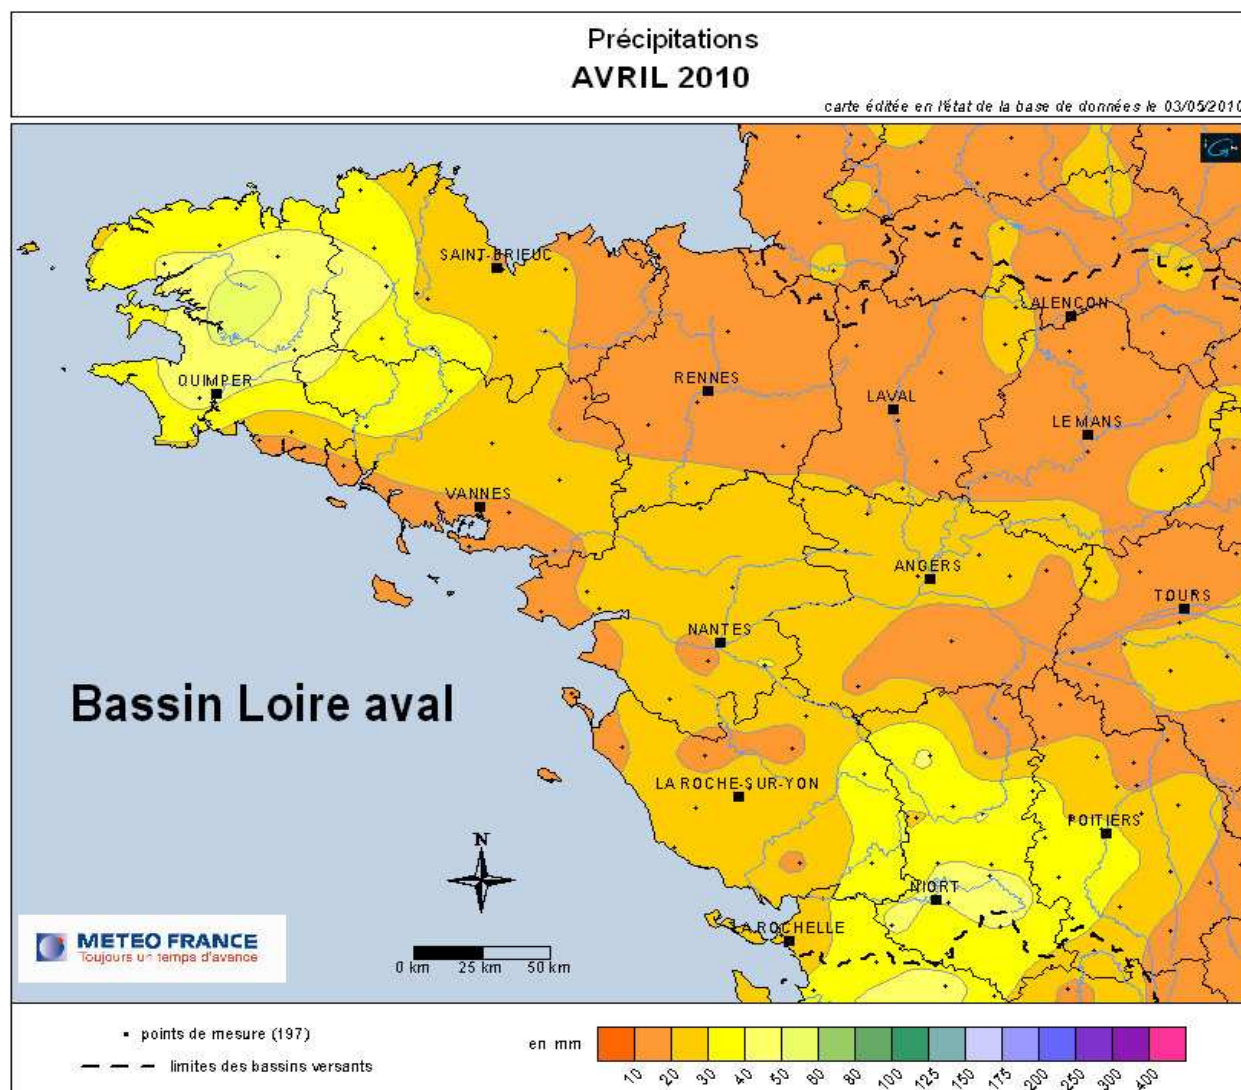 Précipitations
AVRIL 2010
carte éditée en l'état de la base de données le 03/05/2010
SAINT-BRIEUC
ALENÇON
QUIMPER
RENNES
LAVAL
LE MANS
VANNES
ANGERS
TOURS
NANTES
Bassin Loire aval
LA ROCHE-SUR-YON
POITIERS
N
NIORT
LA ROCHELLE
METEO FRANCE
Toujours un temps d'avance
0 km 25 km 50 km
points de mesure (197)
limites des bassins versants
en mm
10 20 30 40 50 60 80 100 125 150 175 200 250 300 400